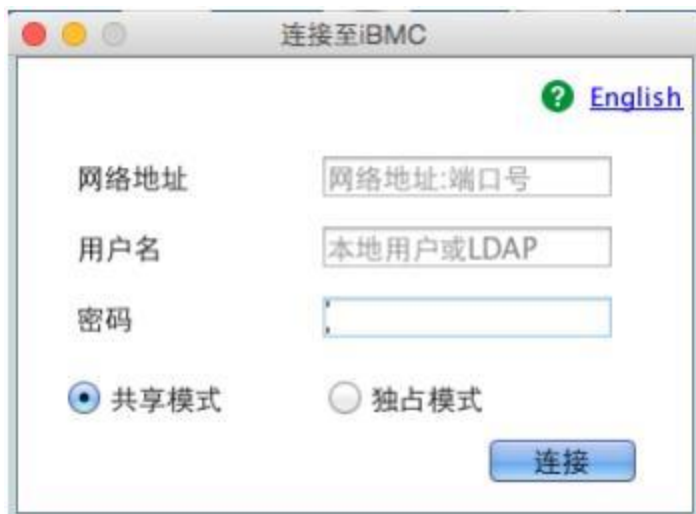 连接至iBMC
? English
网络地址 网络地址:端口号
用户名 本地用户或LDAP
密码
共享模式 独占模式
连接